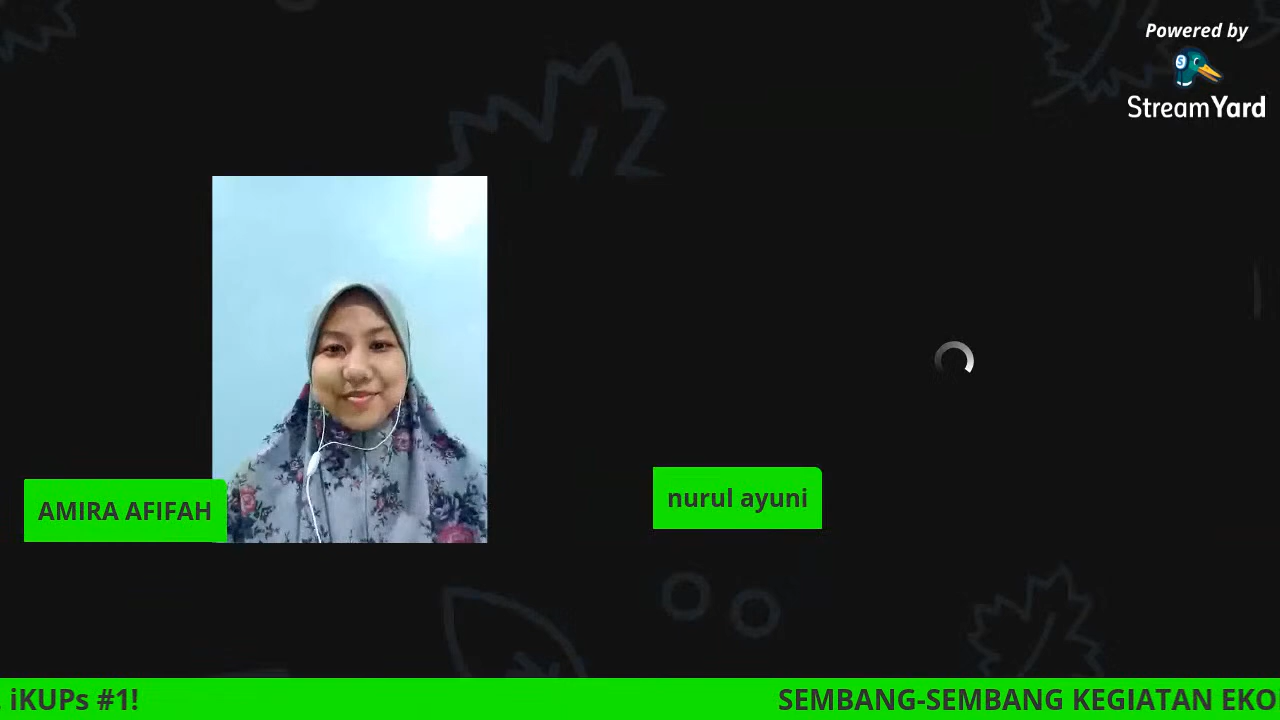 Powered by
StreamYard
AMIRA AFIFAH
nurul ayuni
iKUPs #1!
SEMBANG-SEMBANG KEGIATAN EKO